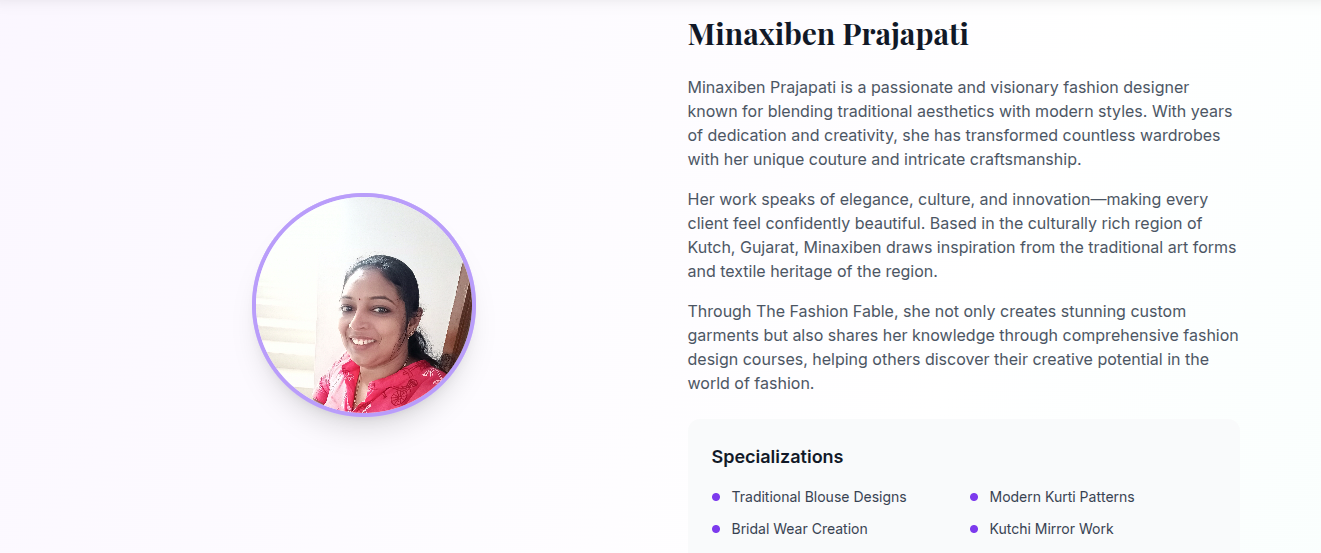 Minaxiben Prajapati
Minaxiben Prajapati is a passionate and visionary fashion designer
known for blending traditional aesthetics with modern styles. With years
of dedication and creativity, she has transformed countless wardrobes
with her unique couture and intricate craftsmanship.
Her work speaks of elegance, culture, and innovation—making every
client feel confidently beautiful. Based in the culturally rich region of
Kutch, Gujarat, Minaxiben draws inspiration from the traditional art forms
and textile heritage of the region.
Through The Fashion Fable, she not only creates stunning custom
garments but also shares her knowledge through comprehensive fashion
design courses, helping others discover their creative potential in the
world of fashion.
Specializations
Traditional Blouse Designs
Modern Kurti Patterns
Bridal Wear Creation
Kutchi Mirror Work